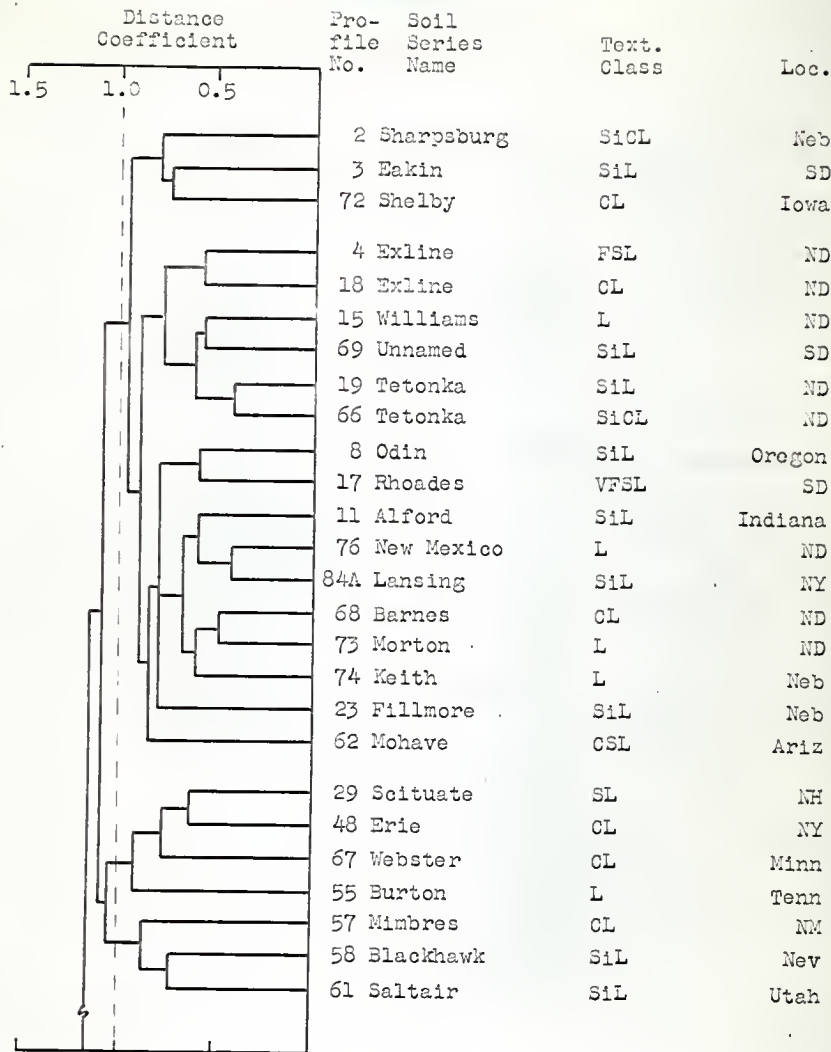 Distance Coefficient
Pro- file No.
Soil Series Name
Text. Class
Loc.
1.5 1.0 0.5
2 Sharpsburg SiCL Neb
3 Eakin SiL SD
72 Shelby CL Iowa
4 Exline FSL ND
18 Exline CL ND
15 Williams L ND
69 Unnamed SiL SD
19 Tetonka SiL ND
66 Tetonka SiCL ND
8 Odin SiL Oregon
17 Rhoades VFSL SD
11 Alford SiL Indiana
76 New Mexico L ND
84A Lansing SiL NY
68 Barnes CL ND
73 Morton L ND
74 Keith L Neb
23 Fillmore SiL Neb
62 Mohave CSL Ariz
29 Scituate SL NH
48 Erie CL NY
67 Webster CL Minn
55 Burton L Tenn
57 Mimbres CL NM
58 Blackhawk SiL Nev
61 Saltair SiL Utah